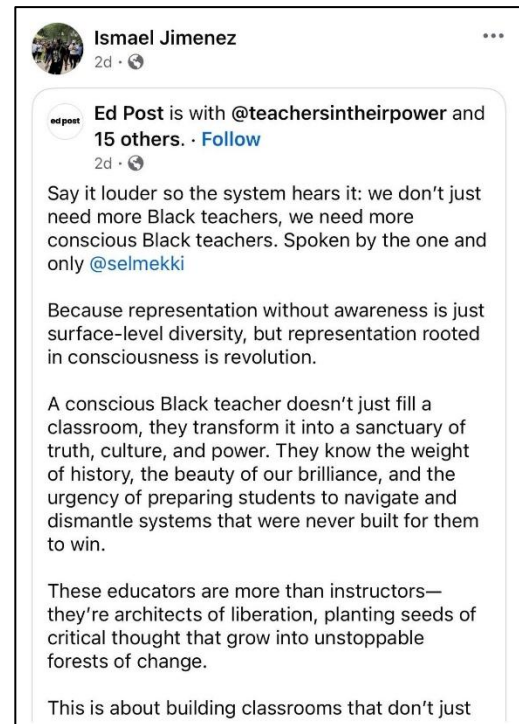 Ismael Jimenez
2d ·
ed post
Ed Post is with @teachersintheirpower and
15 others. · Follow
2d ·
Say it louder so the system hears it: we don’t just
need more Black teachers, we need more
conscious Black teachers. Spoken by the one and
only @selmekki
Because representation without awareness is just
surface-level diversity, but representation rooted
in consciousness is revolution.
A conscious Black teacher doesn’t just fill a
classroom, they transform it into a sanctuary of
truth, culture, and power. They know the weight
of history, the beauty of our brilliance, and the
urgency of preparing students to navigate and
dismantle systems that were never built for them
to win.
These educators are more than instructors—
they’re architects of liberation, planting seeds of
critical thought that grow into unstoppable
forests of change.
This is about building classrooms that don’t just